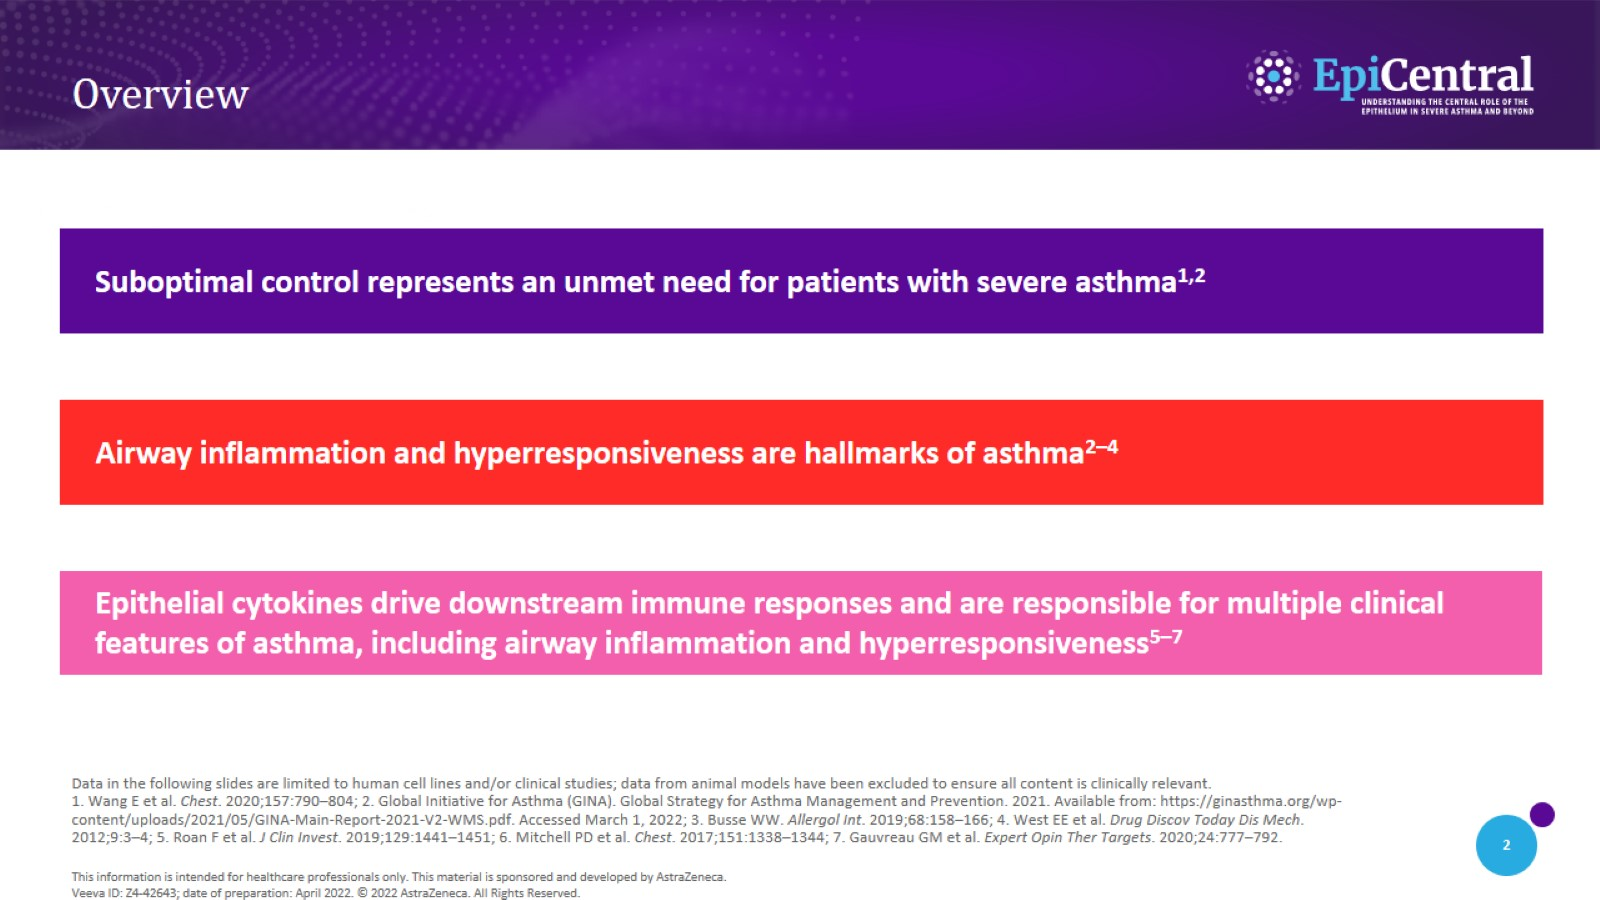 Overview
EpiCentral
UNDERSTANDING THE CENTRAL ROLE OF THE
EPITHELIUM IN SEVERE ASTHMA AND BEYOND
Suboptimal control represents an unmet need for patients with severe asthma1,2
Airway inflammation and hyperresponsiveness are hallmarks of asthma2–4
Epithelial cytokines drive downstream immune responses and are responsible for multiple clinical
features of asthma, including airway inflammation and hyperresponsiveness5–7
Data in the following slides are limited to human cell lines and/or clinical studies; data from animal models have been excluded to ensure all content is clinically relevant.
1. Wang E et al. Chest. 2020;157:790–804; 2. Global Initiative for Asthma (GINA). Global Strategy for Asthma Management and Prevention. 2021. Available from: https://ginasthma.org/wp-
content/uploads/2021/05/GINA-Main-Report-2021-V2-WMS.pdf. Accessed March 1, 2022; 3. Busse WW. Allergol Int. 2019;68:158–166; 4. West EE et al. Drug Discov Today Dis Mech.
2012;9:3–4; 5. Roan F et al. J Clin Invest. 2019;129:1441–1451; 6. Mitchell PD et al. Chest. 2017;151:1338–1344; 7. Gauvreau GM et al. Expert Opin Ther Targets. 2020;24:777–792.
2
This information is intended for healthcare professionals only. This material is sponsored and developed by AstraZeneca.
Veeva ID: Z4-42643; date of preparation: April 2022. © 2022 AstraZeneca. All Rights Reserved.